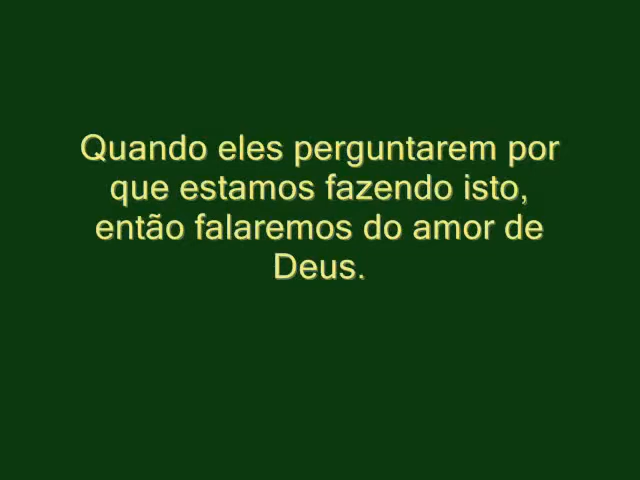 Quando eles perguntarem por
que estamos fazendo isto,
então falaremos do amor de
Deus.